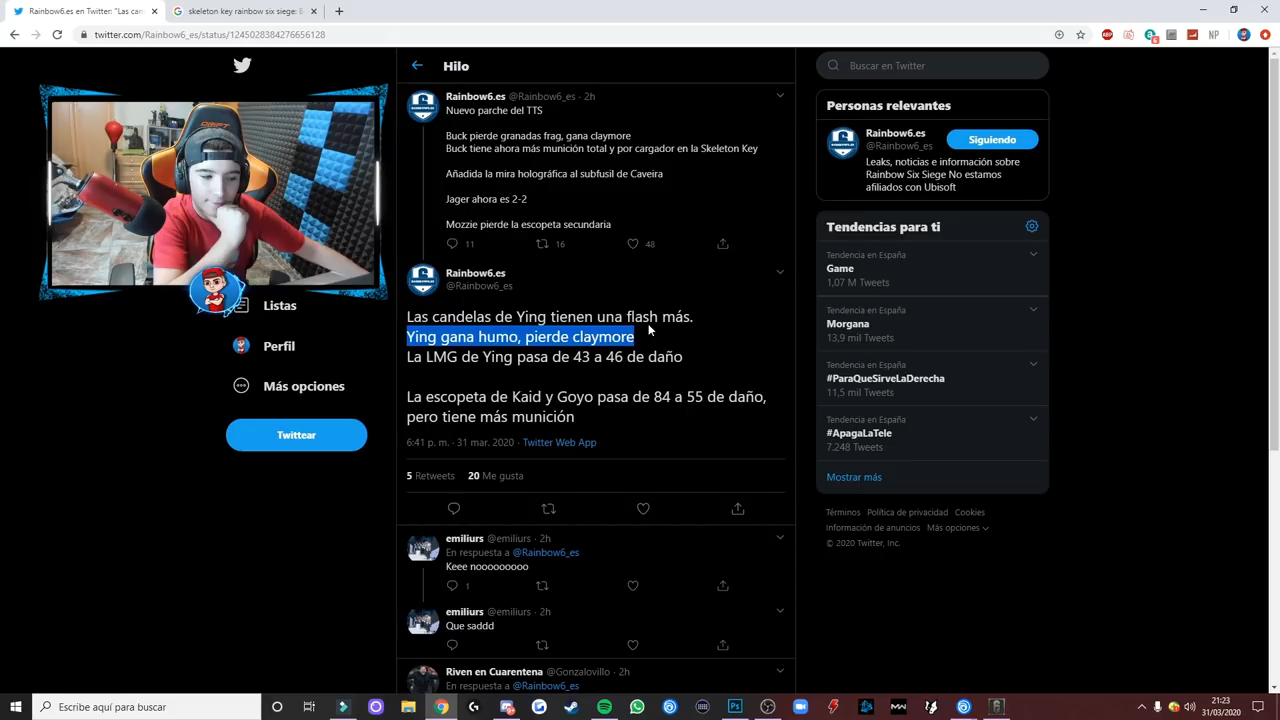 Rainbow6.es en Twitter: "Las can
skeleton key rainbow six siege: B
twitter.com/Rainbow6_es/status/1245028384276656128
ABP
6
NP
Hilo
Buscar en Twitter
DRIFT
Listas
Perfil
Más opciones
Twittear
Rainbow6.es @Rainbow6_es · 2h
Nuevo parche del TTS
Buck pierde granadas frag, gana claymore
Buck tiene ahora más munición total y por cargador en la Skeleton Key
Añadida la mira holográfica al subfusil de Caveira
Jager ahora es 2-2
Mozzie pierde la escopeta secundaria
11 16 48
Rainbow6.es
@Rainbow6_es
Las candelas de Ying tienen una flash más.
Ying gana humo, pierde claymore
La LMG de Ying pasa de 43 a 46 de daño
La escopeta de Kaid y Goyo pasa de 84 a 55 de daño,
pero tiene más munición
6:41 p. m. · 31 mar. 2020 · Twitter Web App
5 Retweets 20 Me gusta
emiliurs @emiliurs · 2h
En respuesta a @Rainbow6_es
Keee nooooooooo
1
emiliurs @emiliurs · 2h
Que saddd
Riven en Cuarentena @Gonzalovillo · 2h
En respuesta a @Rainbow6_es
Personas relevantes
Rainbow6.es
@Rainbow6_es
Siguiendo
Leaks, noticias e información sobre
Rainbow Six Siege No estamos
afiliados con Ubisoft
Tendencias para ti
Tendencia en España
Game
1,07 M Tweets
Tendencia en España
Morgana
13,9 mil Tweets
Tendencia en España
#ParaQueSirveLaDerecha
11,5 mil Tweets
Tendencia en España
#ApagaLaTele
7.248 Tweets
Mostrar más
Términos Política de privacidad Cookies
Información de anuncios Más opciones
© 2020 Twitter, Inc.
Escribe aquí para buscar
Ps
MW
21:23
31/03/2020